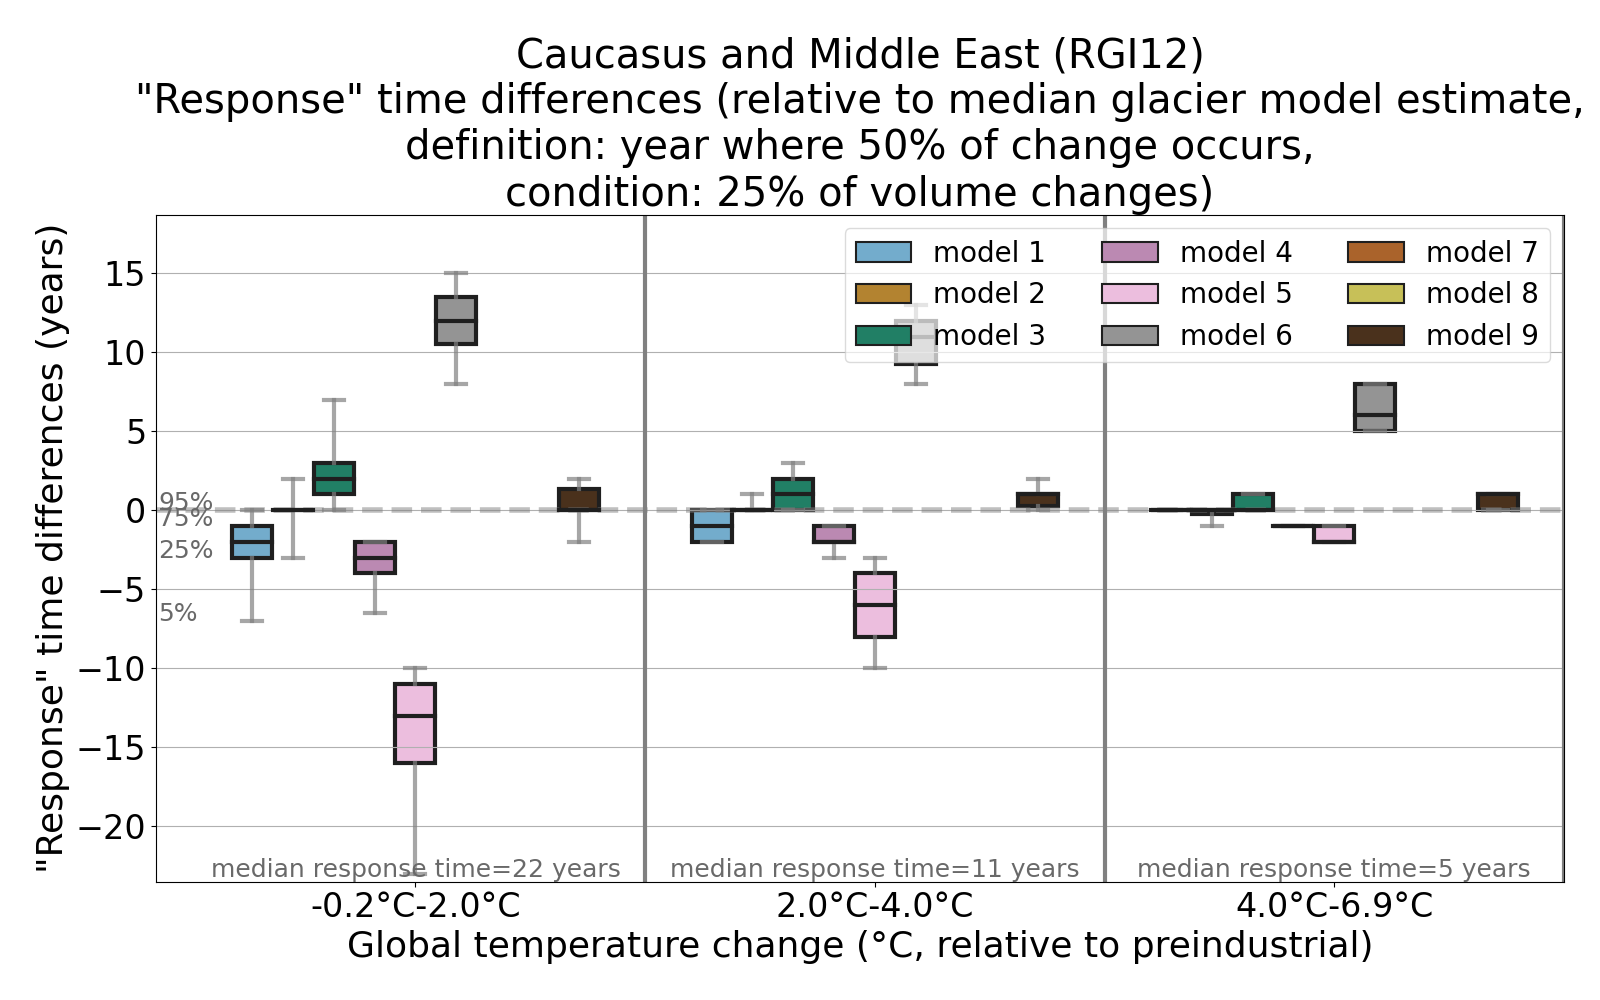 Caucasus and Middle East (RGI12)
"Response" time differences (relative to median glacier model estimate,
definition: year where 50% of change occurs,
condition: 25% of volume changes)
"Response" time differences (years)
15
10
5
0
−5
−10
−15
−20
95%
75%
25%
5%
model 1
model 2
model 3
model 4
model 5
model 6
model 7
model 8
model 9
median response time=22 years
median response time=11 years
median response time=5 years
-0.2°C-2.0°C
2.0°C-4.0°C
4.0°C-6.9°C
Global temperature change (°C, relative to preindustrial)